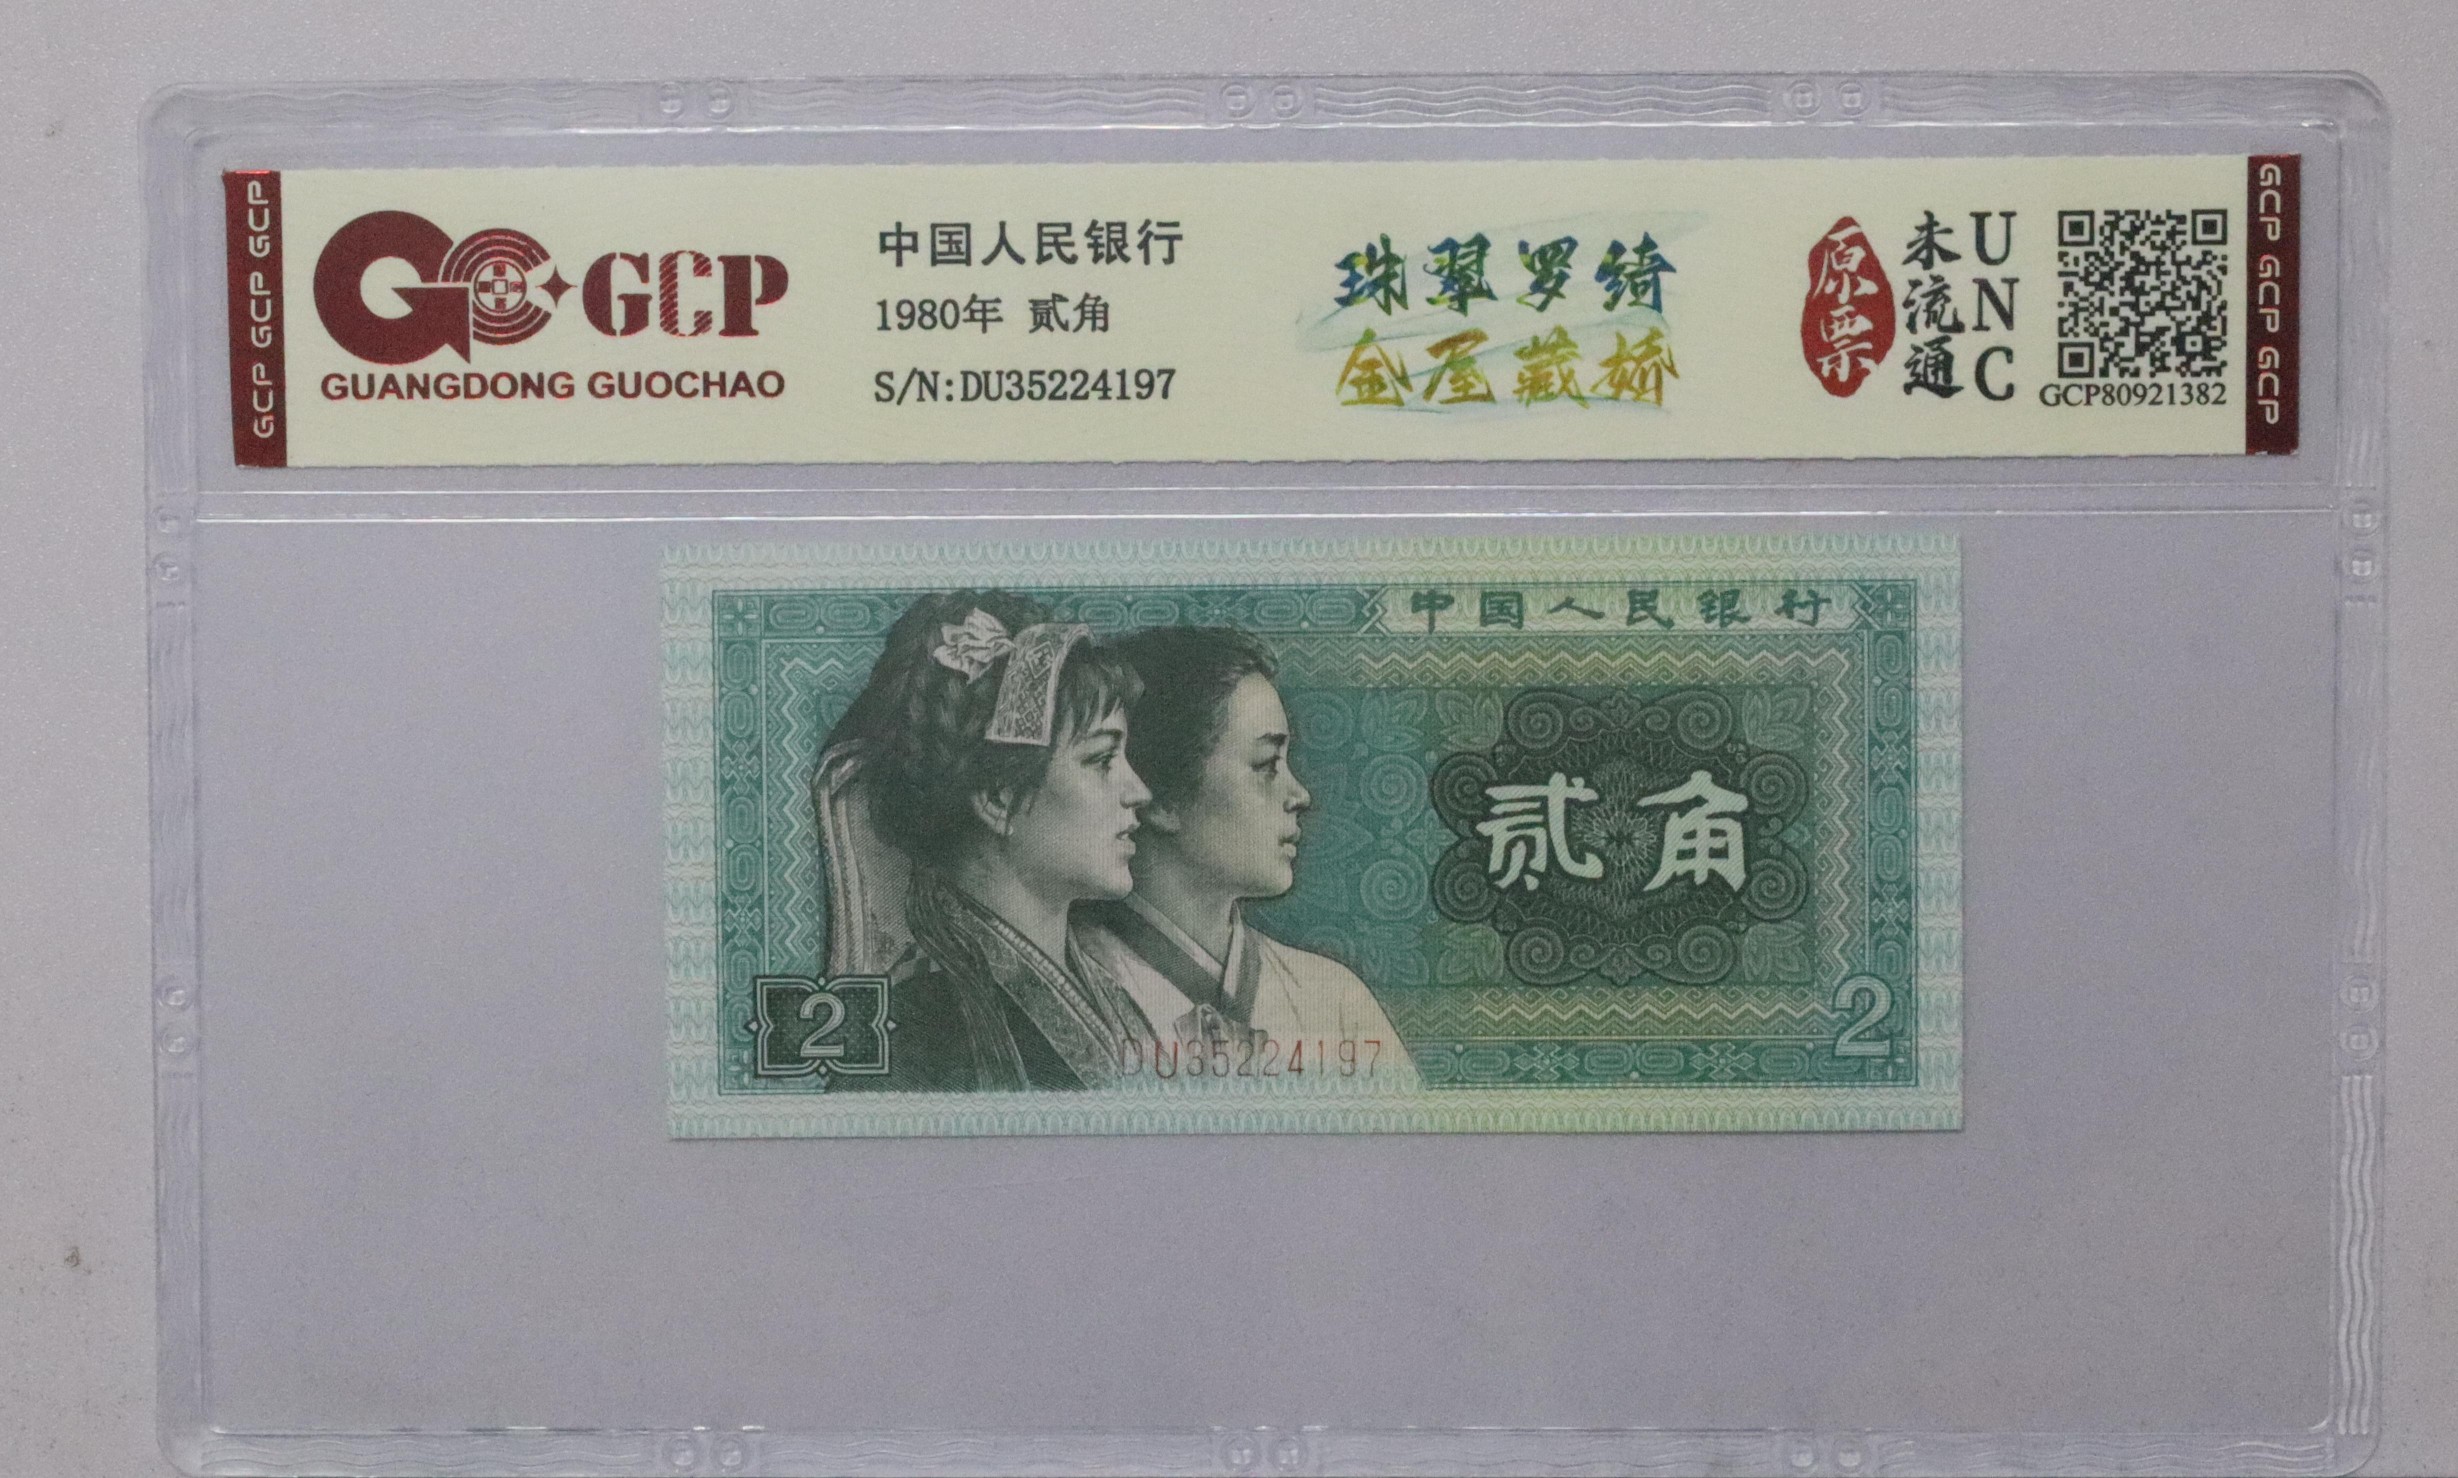 GCP GCP GCP
GCP
GUANGDONG GUOCHAO
中国人民银行
1980年 贰角
S/N:DU35224197
珠翠罗绮
金屋藏娇
原票
未流通
UNC
GCP80921382
GCP GCP GCP
中国人民银行
贰角
2
2
DU35224197